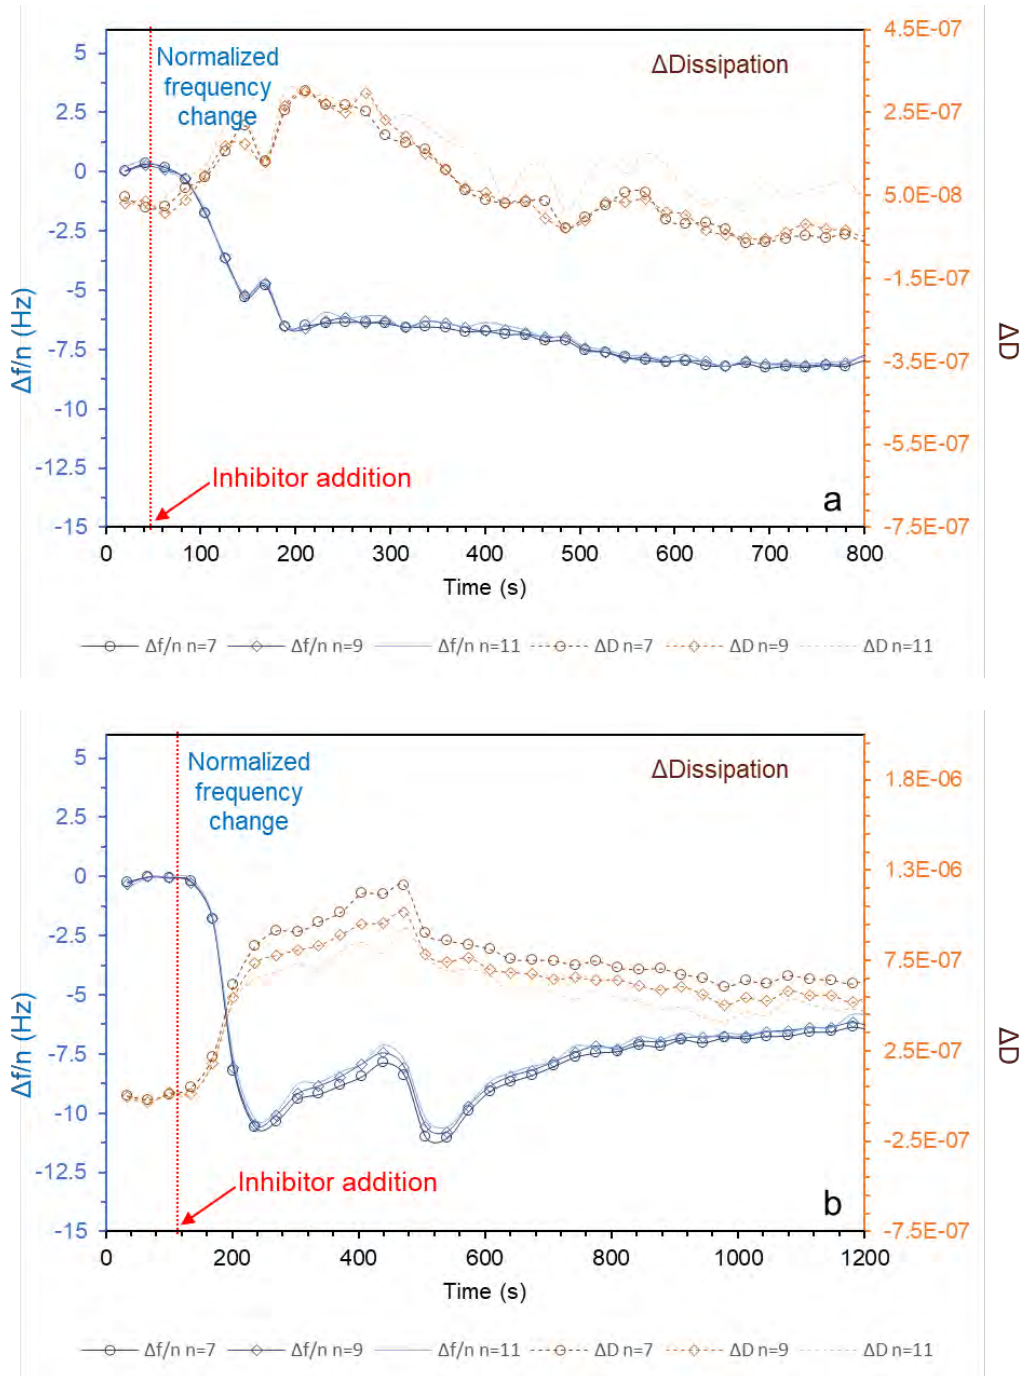 5
2.5
0
-2.5
-5
-7.5
-10
-12.5
-15
Δf/n (Hz)
Normalized
frequency
change
ΔDissipation
4.5E-07
2.5E-07
5.0E-08
-1.5E-07
-3.5E-07
-5.5E-07
-7.5E-07
ΔD
Inhibitor addition
a
0 100 200 300 400 500 600 700 800
Time (s)
Δf/n n=7 Δf/n n=9 Δf/n n=11 ΔD n=7 ΔD n=9 ΔD n=11
5
2.5
0
-2.5
-5
-7.5
-10
-12.5
-15
Δf/n (Hz)
Normalized
frequency
change
ΔDissipation
1.8E-06
1.3E-06
7.5E-07
2.5E-07
-2.5E-07
-7.5E-07
ΔD
Inhibitor addition
b
0 200 400 600 800 1000 1200
Time (s)
Δf/n n=7 Δf/n n=9 Δf/n n=11 ΔD n=7 ΔD n=9 ΔD n=11